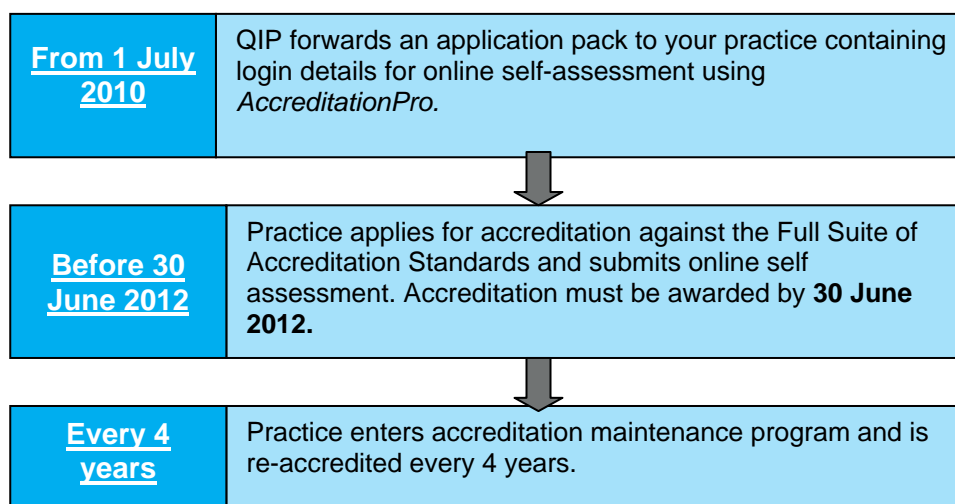 From 1 July
2010
QIP forwards an application pack to your practice containing
login details for online self-assessment using
AccreditationPro.
Before 30
June 2012
Practice applies for accreditation against the Full Suite of
Accreditation Standards and submits online self
assessment. Accreditation must be awarded by 30 June
2012.
Every 4
years
Practice enters accreditation maintenance program and is
re-accredited every 4 years.